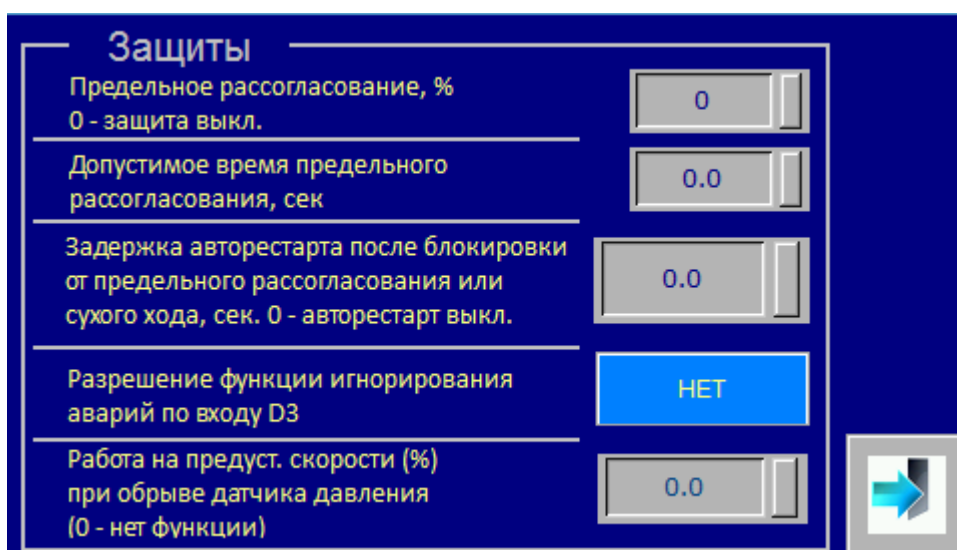 Защиты
Предельное рассогласование, %
0 - защита выкл.
0
Допустимое время предельного
рассогласования, сек
0.0
Задержка авторестарта после блокировки
от предельного рассогласования или
сухого хода, сек. 0 - авторестарт выкл.
0.0
Разрешение функции игнорирования
аварий по входу D3
НЕТ
Работа на предуст. скорости (%)
при обрыве датчика давления
(0 - нет функции)
0.0